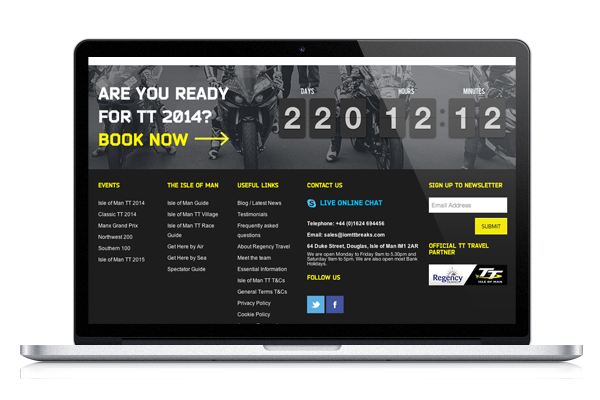 ARE YOU READY
FOR TT 2014?
BOOK NOW
DAYS HOURS MINUTES
2 2 0 : 1 2 : 1 2
EVENTS
Isle of Man TT 2014
Classic TT 2014
Manx Grand Prix
Northwest 200
Southern 100
Isle of Man TT 2015
THE ISLE OF MAN
Isle of Man Guide
Isle of Man TT Village
Isle of Man TT Race
Guide
Get Here by Air
Get Here by Sea
Spectator Guide
USEFUL LINKS
Blog / Latest News
Testimonials
Frequently asked
questions
About Regency Travel
Meet the team
Essential Information
Isle of Man TT T&Cs
General Terms T&Cs
Privacy Policy
Cookie Policy
CONTACT US
LIVE ONLINE CHAT
Telephone: +44 (0)1624 694456
Email: sales@iomttbreaks.com
64 Duke Street, Douglas, Isle of Man IM1 2AR
We are open Monday to Friday 9am to 5.30pm and
Saturday 9am to 5pm. We are also open most Bank
Holidays.
FOLLOW US
SIGN UP TO NEWSLETTER
Email Address
SUBMIT
OFFICIAL TT TRAVEL
PARTNER
Regency
TT
ISLE OF MAN